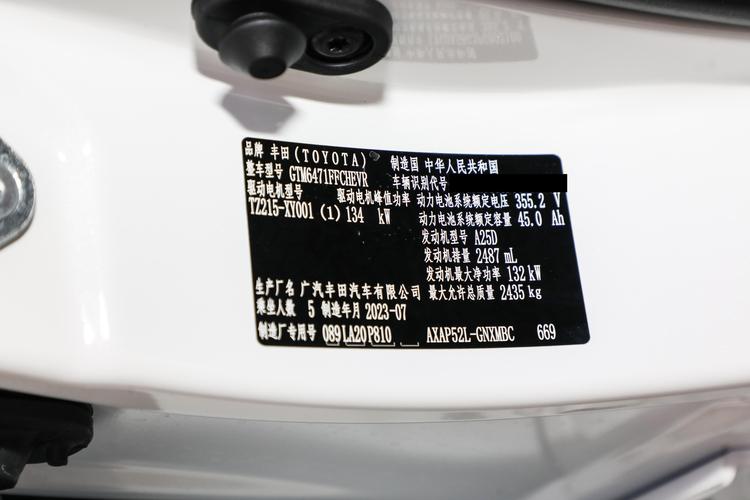 品牌 丰田(TOYOTA) 制造国 中华人民共和国
整车型号 GTM6471FFCHEVR 车辆识别代号
驱动电机型号 驱动电机峰值功率 动力电池系统额定电压 355.2 V
TZ215-XY001 (1) 134 kW 动力电池系统额定容量 45.0 Ah
发动机型号 A25D
发动机排量 2487 mL
发动机最大净功率 132 kW
生产厂名 广汽丰田汽车有限公司 最大允许总质量 2435 kg
乘坐人数 5 制造年月 2023-07
制造厂专用号 089 LA20 P810 AXAP52L-GNXMBC 669